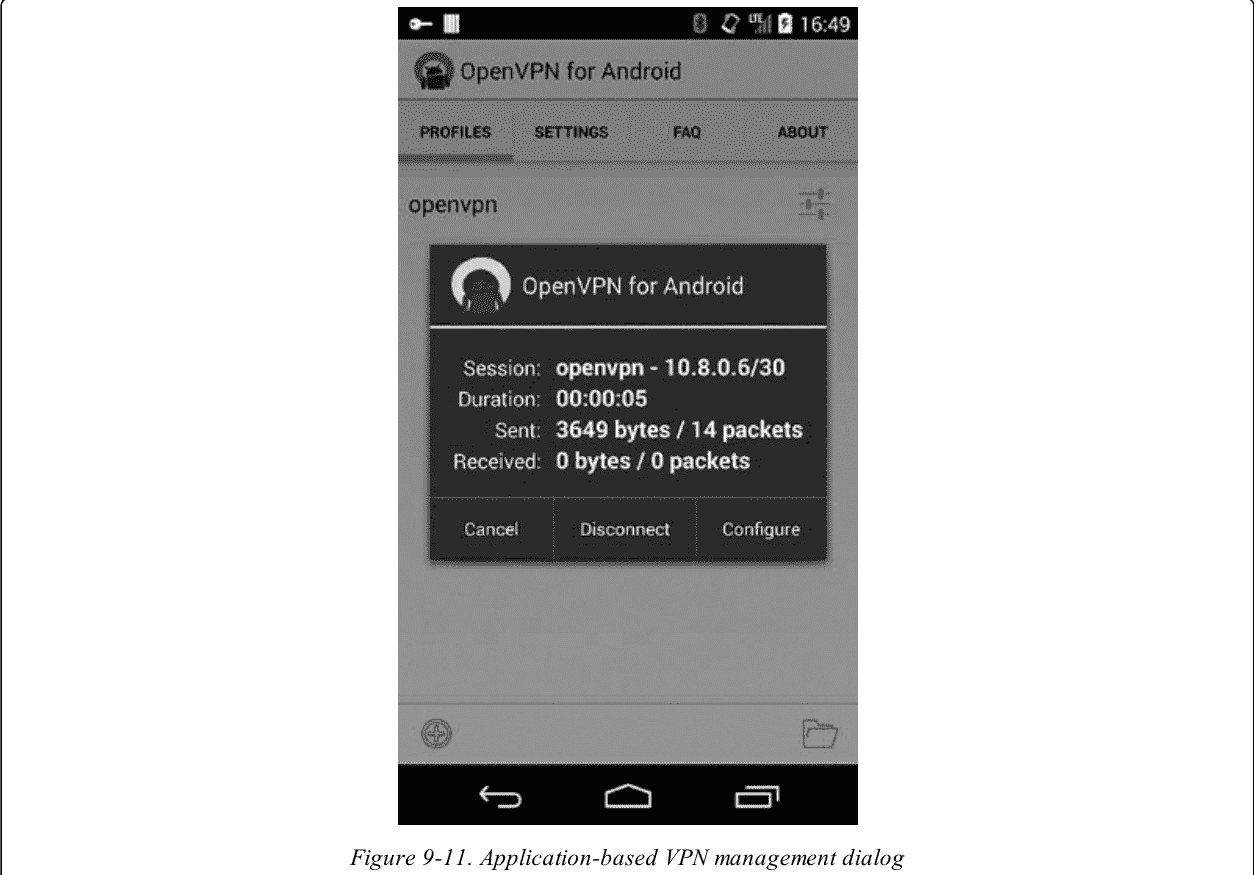 LTE 16:49
OpenVPN for Android
PROFILES SETTINGS FAQ ABOUT
openvpn
OpenVPN for Android
Session: openvpn - 10.8.0.6/30
Duration: 00:00:05
Sent: 3649 bytes / 14 packets
Received: 0 bytes / 0 packets
Cancel Disconnect Configure
Figure 9-11. Application-based VPN management dialog